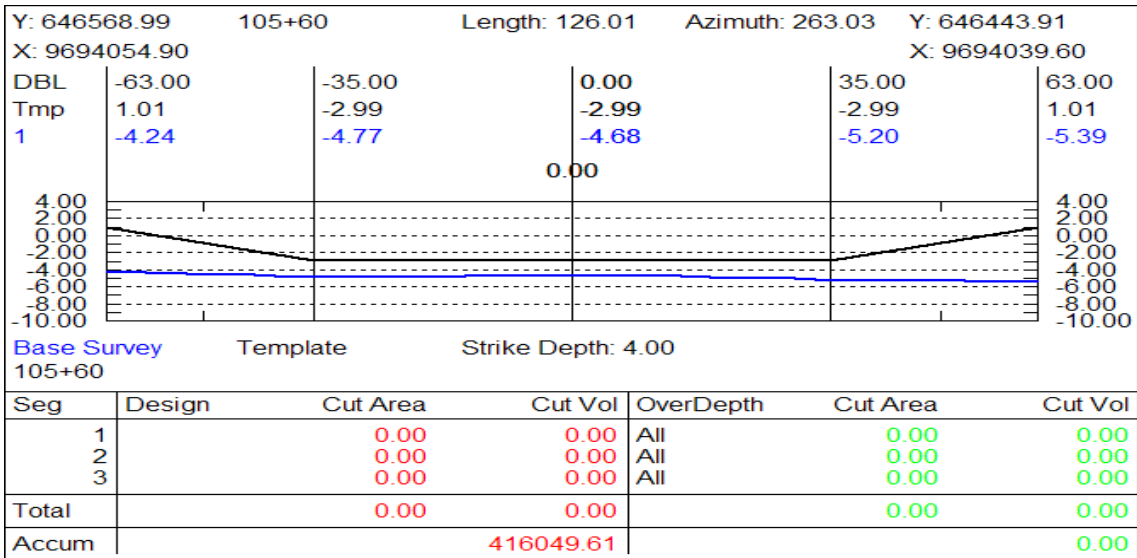 Y: 646568.99 105+60 Length: 126.01 Azimuth: 263.03 Y: 646443.91
X: 9694054.90 X: 9694039.60
DBL -63.00 -35.00 0.00 35.00 63.00
Tmp 1.01 -2.99 -2.99 -2.99 1.01
1 -4.24 -4.77 -4.68 -5.20 -5.39
0.00
4.00 4.00
2.00 2.00
0.00 0.00
-2.00 -2.00
-4.00 -4.00
-6.00 -6.00
-8.00 -8.00
-10.00 -10.00
Base Survey Template Strike Depth: 4.00
105+60
Seg Design Cut Area Cut Vol OverDepth Cut Area Cut Vol
1 0.00 0.00 All 0.00 0.00
2 0.00 0.00 All 0.00 0.00
3 0.00 0.00 All 0.00 0.00
Total 0.00 0.00 0.00 0.00
Accum 416049.61 0.00